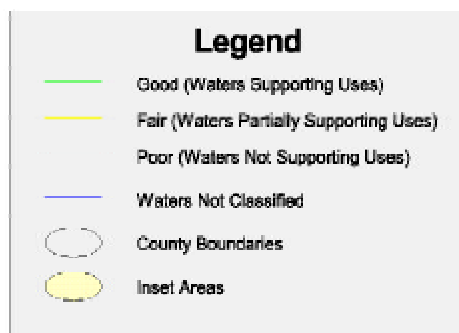 Legend
Good (Waters Supporting Uses)
Fair (Waters Partially Supporting Uses)
Poor (Waters Not Supporting Uses)
Waters Not Classified
County Boundaries
Inset Areas